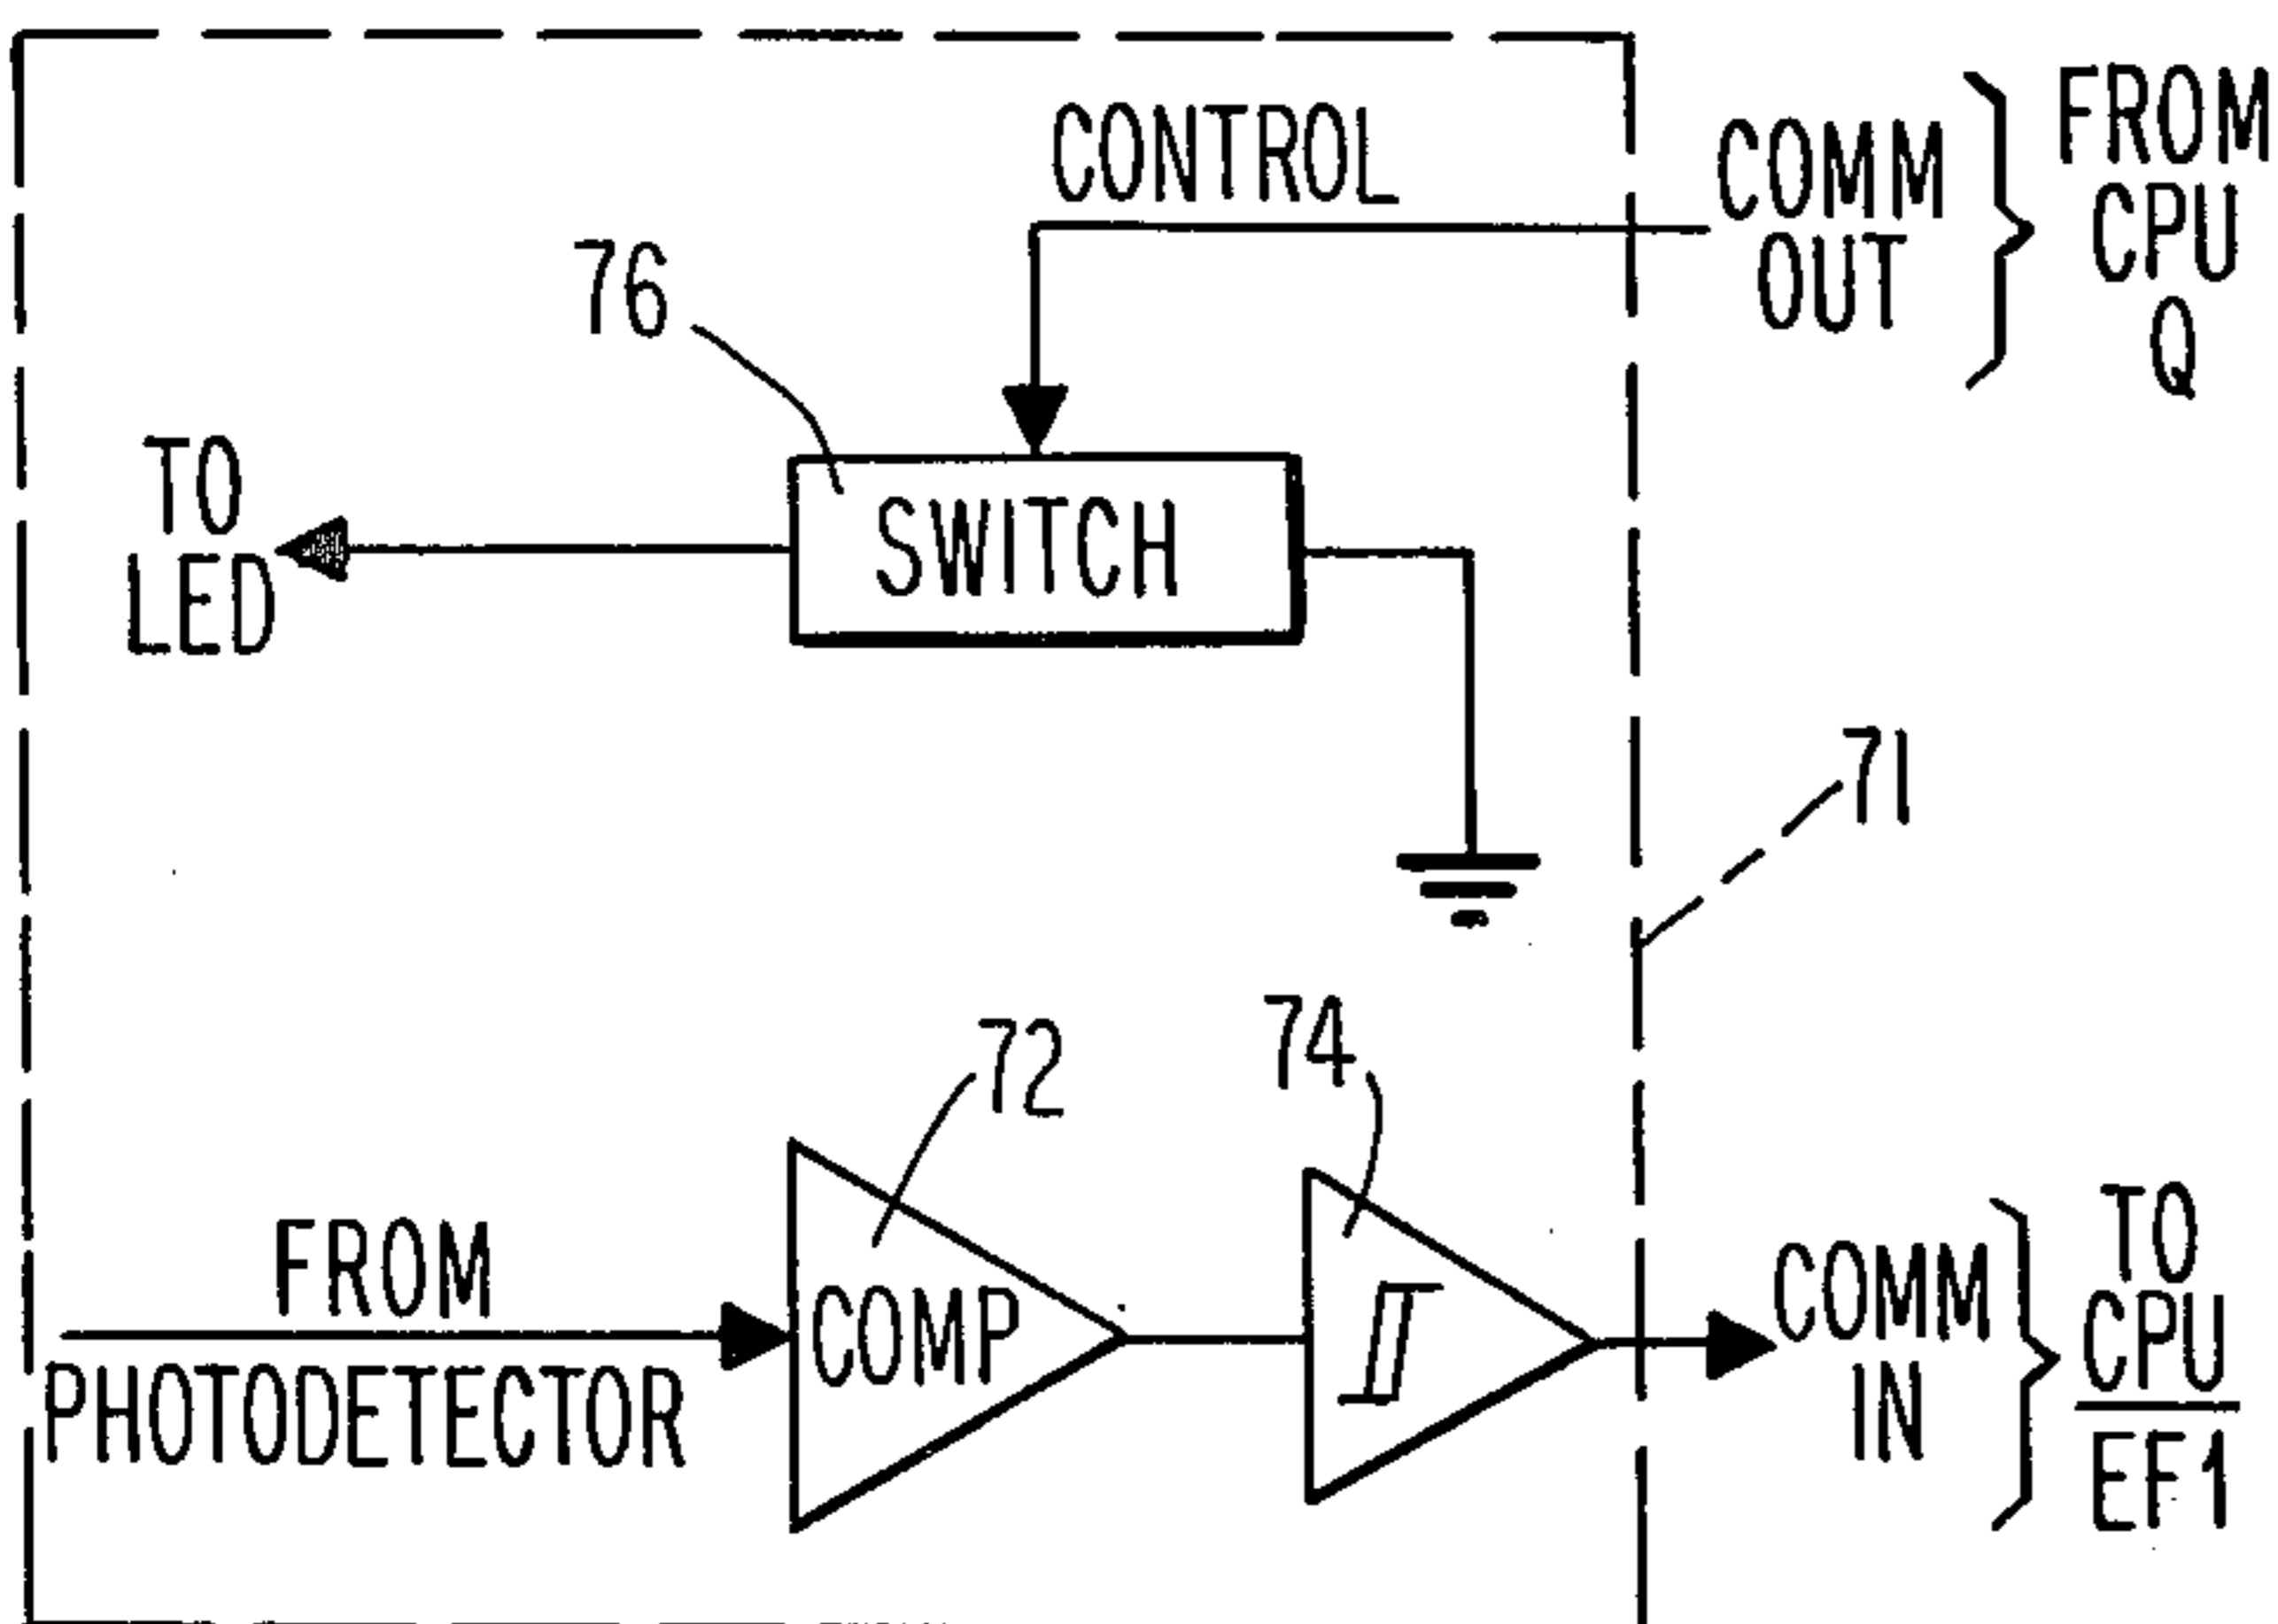 CONTROL
COMM
OUT
FROM
CPU
Q
76
TO
LED
SWITCH
71
72
74
FROM
PHOTODETECTOR
COMP
COMM
IN
TO
CPU
EF1